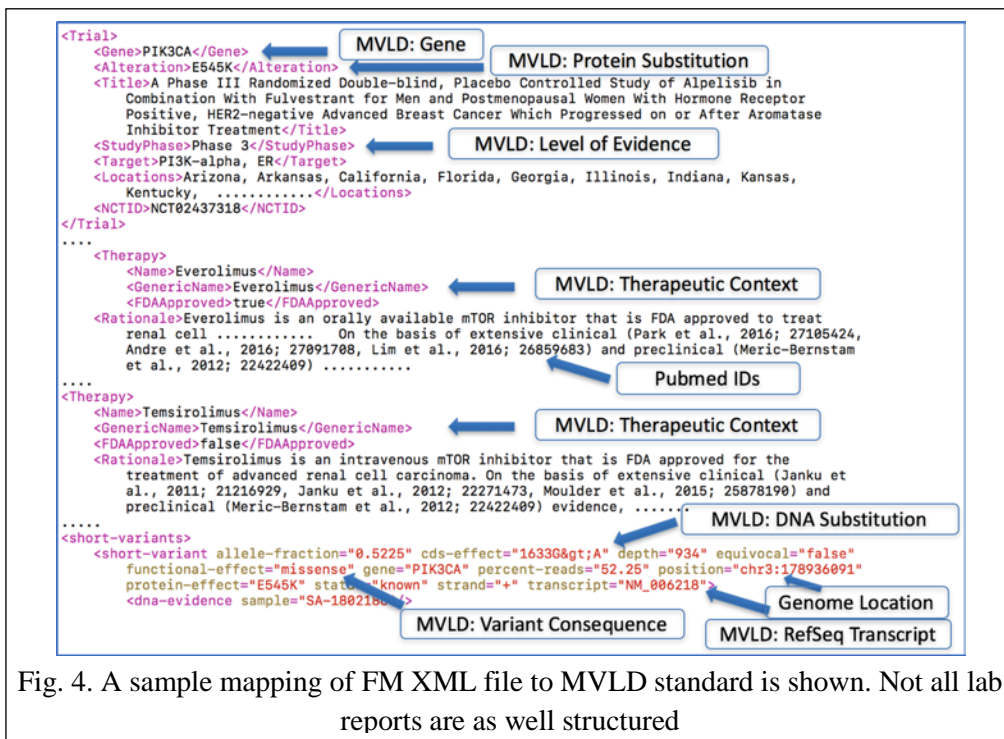 <Trial>
<Gene>PIK3CA</Gene> MVLD: Gene
<Alteration>E545K</Alteration> MVLD: Protein Substitution
<Title>A Phase III Randomized Double-blind, Placebo Controlled Study of Alpelisib in
Combination With Fulvestrant for Men and Postmenopausal Women With Hormone Receptor
Positive, HER2-negative Advanced Breast Cancer Which Progressed on or After Aromatase
Inhibitor Treatment</Title>
<StudyPhase>Phase 3</StudyPhase> MVLD: Level of Evidence
<Target>PI3K-alpha, ER</Target>
<Locations>Arizona, Arkansas, California, Florida, Georgia, Illinois, Indiana, Kansas,
Kentucky, ............</Locations>
<NCTID>NCT02437318</NCTID>
</Trial>
....
<Therapy>
<Name>Everolimus</Name>
<GenericName>Everolimus</GenericName> MVLD: Therapeutic Context
<FDAApproved>true</FDAApproved>
<Rationale>Everolimus is an orally available mTOR inhibitor that is FDA approved to treat
renal cell ............ On the basis of extensive clinical (Park et al., 2016; 27105424,
Andre et al., 2016; 27091708, Lim et al., 2016; 26859683) and preclinical (Meric-Bernstam
et al., 2012; 22422409) ...........
Pubmed IDs
....
<Therapy>
<Name>Temsirolimus</Name>
<GenericName>Temsirolimus</GenericName> MVLD: Therapeutic Context
<FDAApproved>false</FDAApproved>
<Rationale>Temsirolimus is an intravenous mTOR inhibitor that is FDA approved for the
treatment of advanced renal cell carcinoma. On the basis of extensive clinical (Janku et
al., 2011; 21216929, Janku et al., 2012; 22271473, Moulder et al., 2015; 25878190) and
preclinical (Meric-Bernstam et al., 2012; 22422409) evidence, .......
..... MVLD: DNA Substitution
<short-variants>
<short-variant allele-fraction="0.5225" cds-effect="1633G&gt;A" depth="934" equivocal="false"
functional-effect="missense" gene="PIK3CA" percent-reads="52.25" position="chr3:178936091"
protein-effect="E545K" "known" strand="+" transcript="NM_006218">
<dna-evidence Genome Location
MVLD: Variant Consequence MVLD: RefSeq Transcript
Fig. 4. A sample mapping of FM XML file to MVLD standard is shown. Not all lab
reports are as well structured